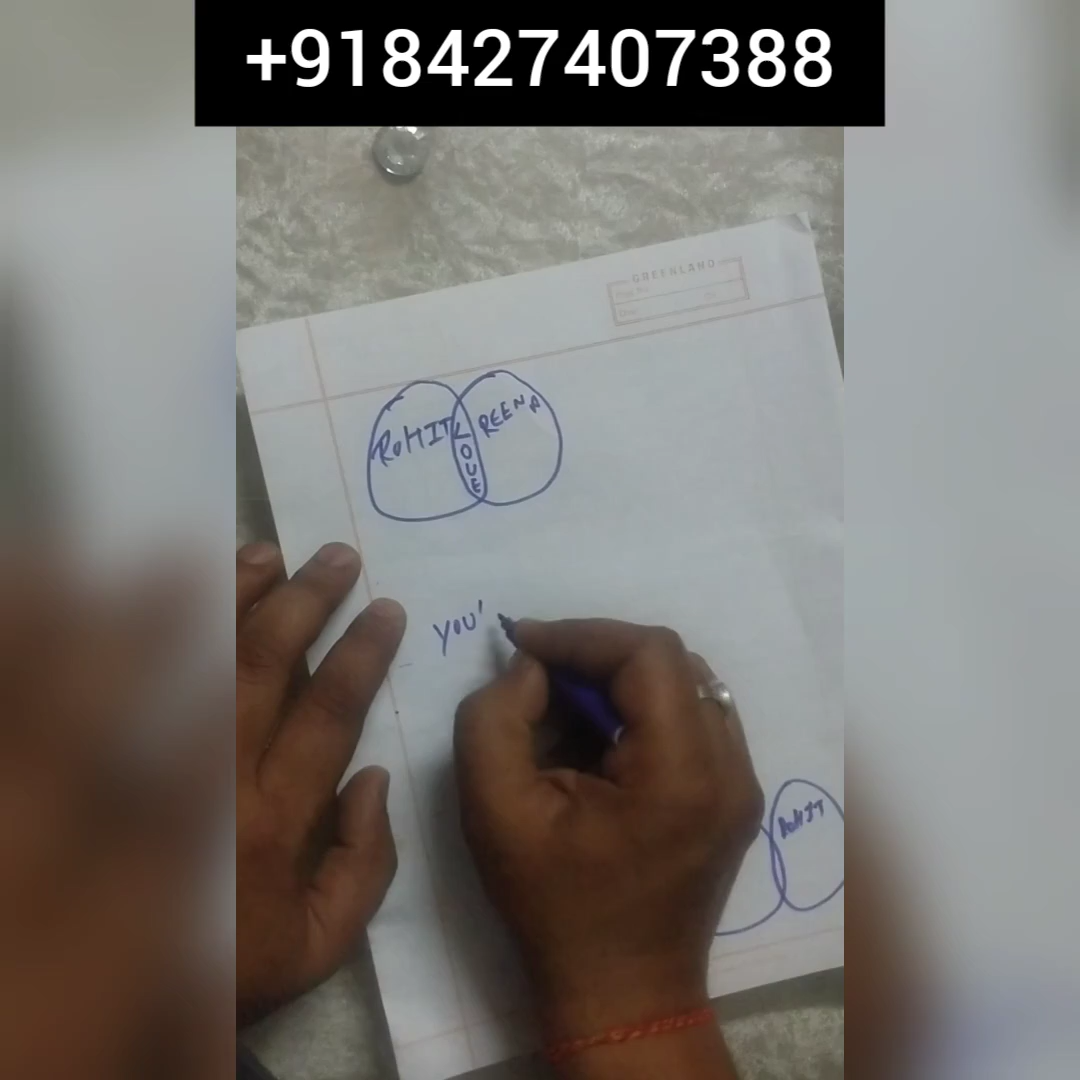 +918427407388
GREENLAND
ROHIT
LOVE
REENA
YOU'
ROHIT